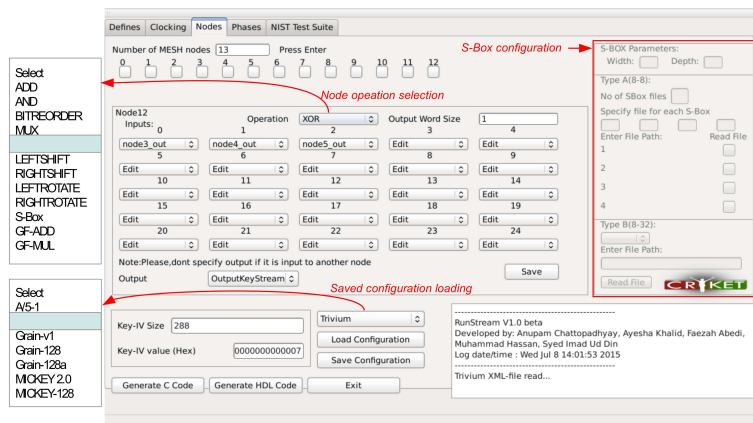 Defines Clocking Nodes Phases NIST Test Suite
Number of MESH nodes 13 Press Enter
0 1 2 3 4 5 6 7 8 9 10 11 12
S-Box configuration
Node opeation selection
Select
ADD
AND
BITREORDER
MUX
LEFTSHIFT
RIGHTSHIFT
LEFTROTATE
RIGHTROTATE
S-Box
GF-ADD
GF-MUL
Node12
Inputs: Operation XOR Output Word Size 1
0 1 2 3 4
node3_out node4_out node5_out Edit Edit
5 6 7 8 9
Edit Edit Edit Edit Edit
10 11 12 13 14
Edit Edit Edit Edit Edit
15 16 17 18 19
Edit Edit Edit Edit Edit
20 21 22 23 24
Edit Edit Edit Edit Edit
Note:Please,dont specify output if it is input to another node
Output OutputKeyStream Save
S-BOX Parameters:
Width: Depth:
Type A(8-8):
No of SBox files
Specify file for each S-Box
Enter File Path: Read File
1
2
3
4
Type B(8-32):
Enter File Path:
Read File CRYKET
Saved configuration loading
Select
A/5-1
Grain-v1
Grain-128
Grain-128a
MICKEY 2.0
MICKEY-128
Key-IV Size 288
Key-IV value (Hex) 0000000000007
Trivium
Load Configuration
Save Configuration
Generate C Code Generate HDL Code Exit
--------------------------------------------------
RunStream V1.0 beta
Developed by: Anupam Chattopadhyay, Ayesha Khalid, Faezah Abedi,
Muhammad Hassan, Syed Imad Ud Din
Log date/time : Wed Jul 8 14:01:53 2015
--------------------------------------------------
Trivium XML-file read...